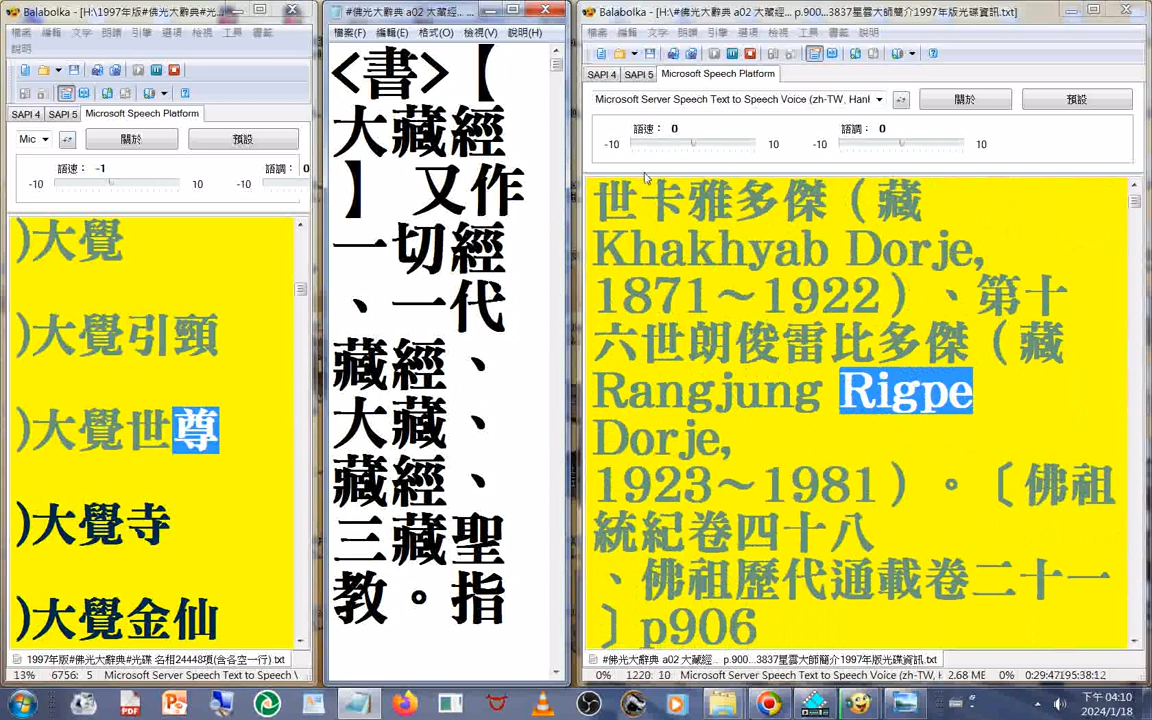 Balabolka - [H:\1997年版#佛光大辭典#光...
檔案 編輯 文字 朗讀 引擎 選項 檢視 工具 書籤
說明
SAPI 4 SAPI 5 Microsoft Speech Platform
Mic 關於 預設
語速： -1 語調： 0
-10 10 -10
)大覺
)大覺引頸
)大覺世尊
)大覺寺
)大覺金仙
1997年版#佛光大辭典#光碟 名相24448項(含各空一行).txt
13% 6756: 5 Microsoft Server Speech Text to Speech \
#佛光大辭典 a02 大藏經... ...
檔案(F) 編輯(E) 格式(O) 檢視(V) 說明(H)
<書>【
大藏經
】 又作
一切經
、一代
藏經、
大藏、
藏經、
三藏聖
教。指
Balabolka - [H:\#佛光大辭典 a02 大藏經... p.900...3837星雲大師簡介1997年版光碟資訊.txt]
檔案 編輯 文字 朗讀 引擎 選項 檢視 工具 書籤 說明
SAPI 4 SAPI 5 Microsoft Speech Platform
Microsoft Server Speech Text to Speech Voice (zh-TW, Hanl 關於 預設
語速： 0 語調： 0
-10 10 -10 10
世卡雅多傑（藏
Khakhyab Dorje,
1871～1922）、第十
六世朗俊雷比多傑（藏
Rangjung Rigpe
Dorje,
1923～1981）。〔佛祖
統紀卷四十八
、佛祖歷代通載卷二十一
〕p906
#佛光大辭典 a02 大藏經... p.900...3837星雲大師簡介1997年版光碟資訊.txt
0% 1220: 10 Microsoft Server Speech Text to Speech Voice (zh-TW, H 2.68 ME 0% 0:29:47195:38:12
下午 04:10
2024/1/18